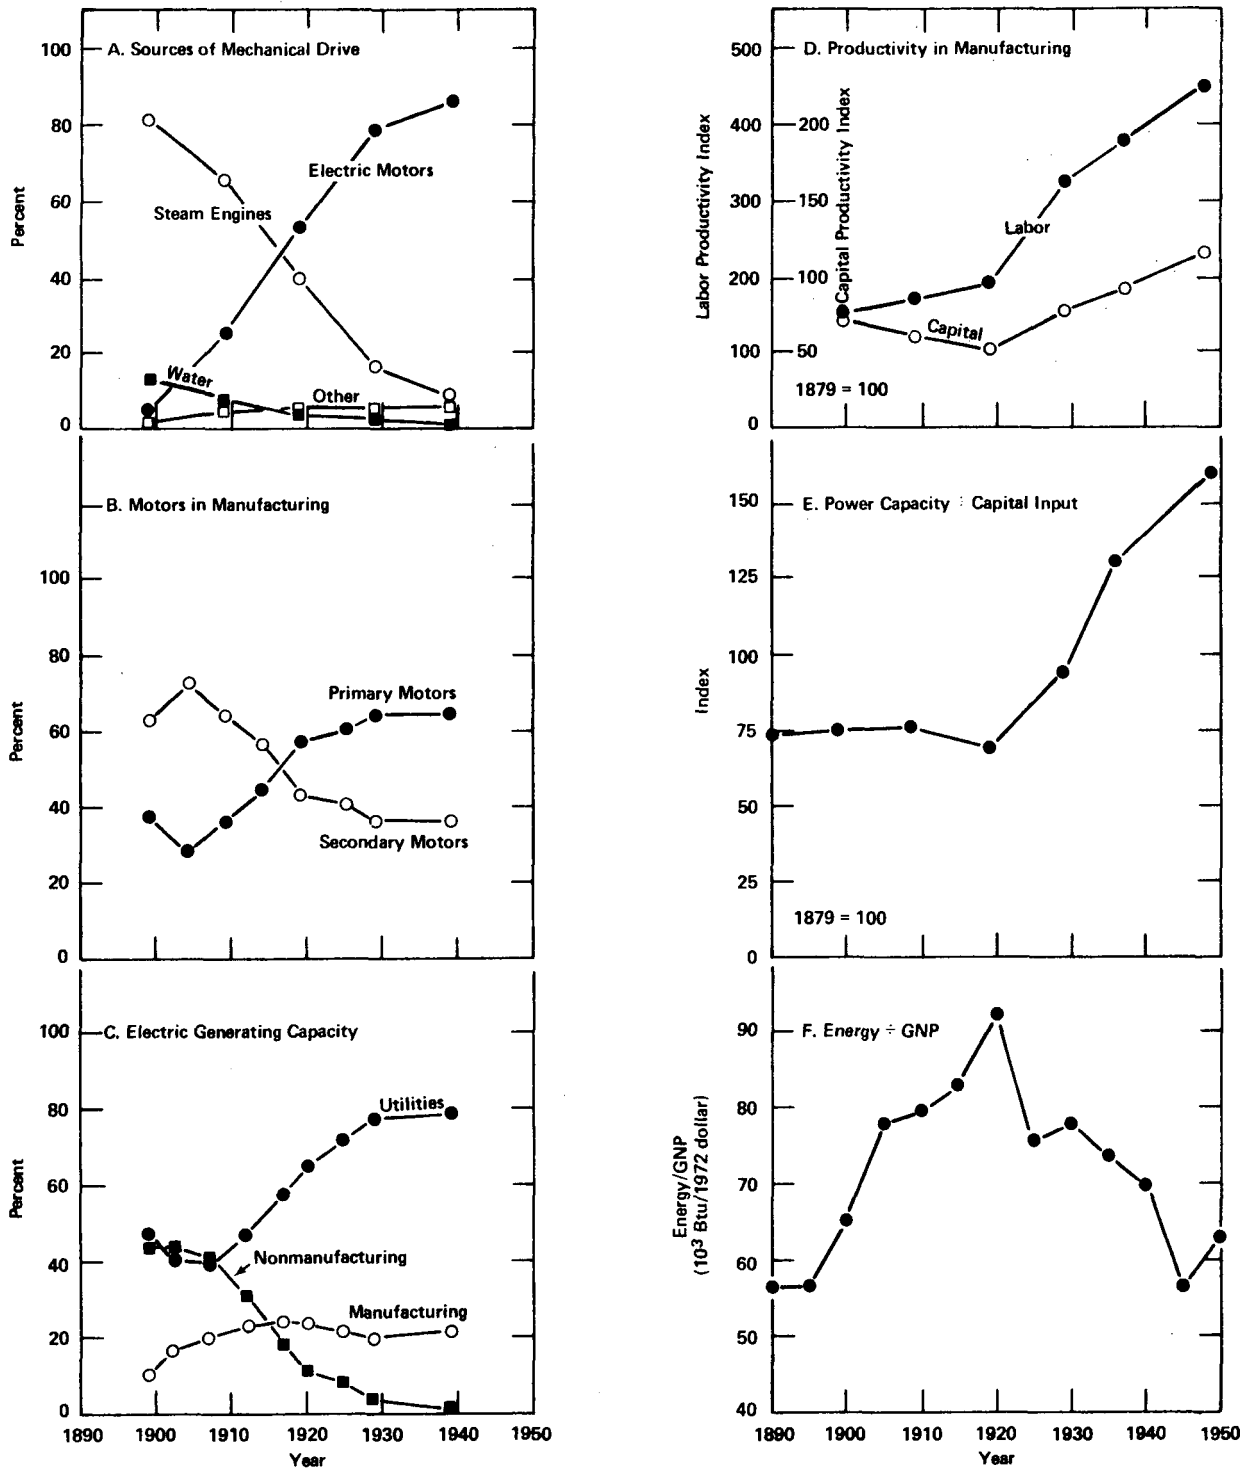 A. Sources of Mechanical Drive
100
80
60
40
20
0
Percent
Electric Motors
Steam Engines
Water
Other
B. Motors in Manufacturing
100
80
60
40
20
0
Percent
Primary Motors
Secondary Motors
C. Electric Generating Capacity
100
80
60
40
20
0
Percent
Utilities
Nonmanufacturing
Manufacturing
1890 1900 1910 1920 1930 1940 1950
Year
D. Productivity in Manufacturing
500
400
300
200
100
0
Labor Productivity Index
200
150
100
50
Capital Productivity Index
Labor
Capital
1879 = 100
E. Power Capacity ÷ Capital Input
150
125
100
75
50
25
0
Index
1879 = 100
F. Energy ÷ GNP
90
80
70
60
50
40
Energy/GNP
(10³ Btu/1972 dollar)
1890 1900 1910 1920 1930 1940 1950
Year